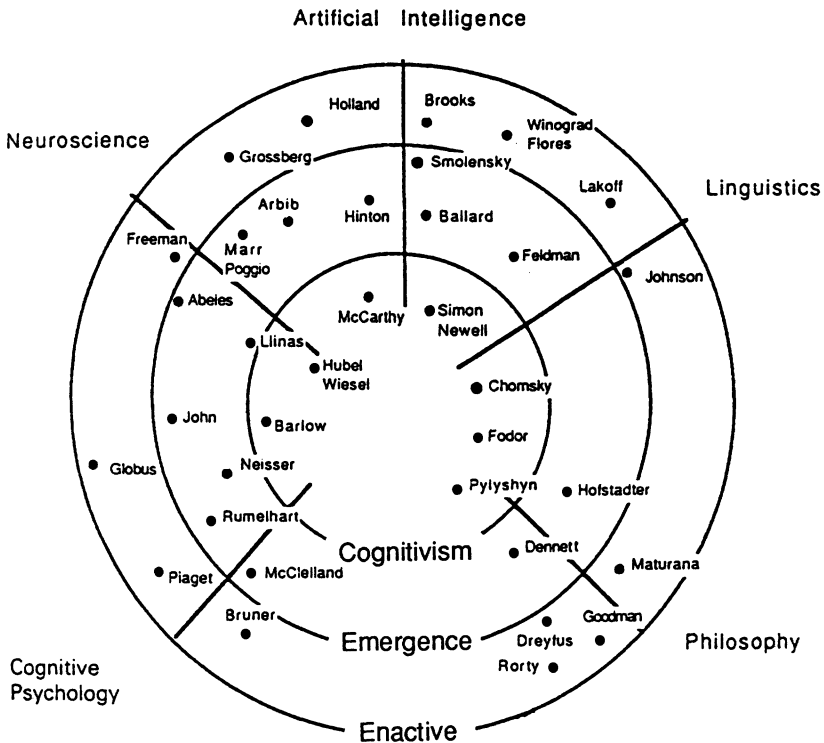 Artificial Intelligence
Holland
Brooks
Winograd
Flores
Neuroscience
Grossberg
Smolensky
Lakoff
Linguistics
Arbib
Hinton
Ballard
Freeman
Marr
Poggio
Feldman
Johnson
Abeles
McCarthy
Simon
Newell
Llinas
Hubel
Wiesel
Chomsky
John
Barlow
Fodor
Globus
Neisser
Pylyshyn
Hofstadter
Rumelhart
Cognitivism
Dennett
Piaget
McClelland
Maturana
Bruner
Goodman
Emergence
Dreyfus
Philosophy
Rorty
Cognitive
Psychology
Enactive